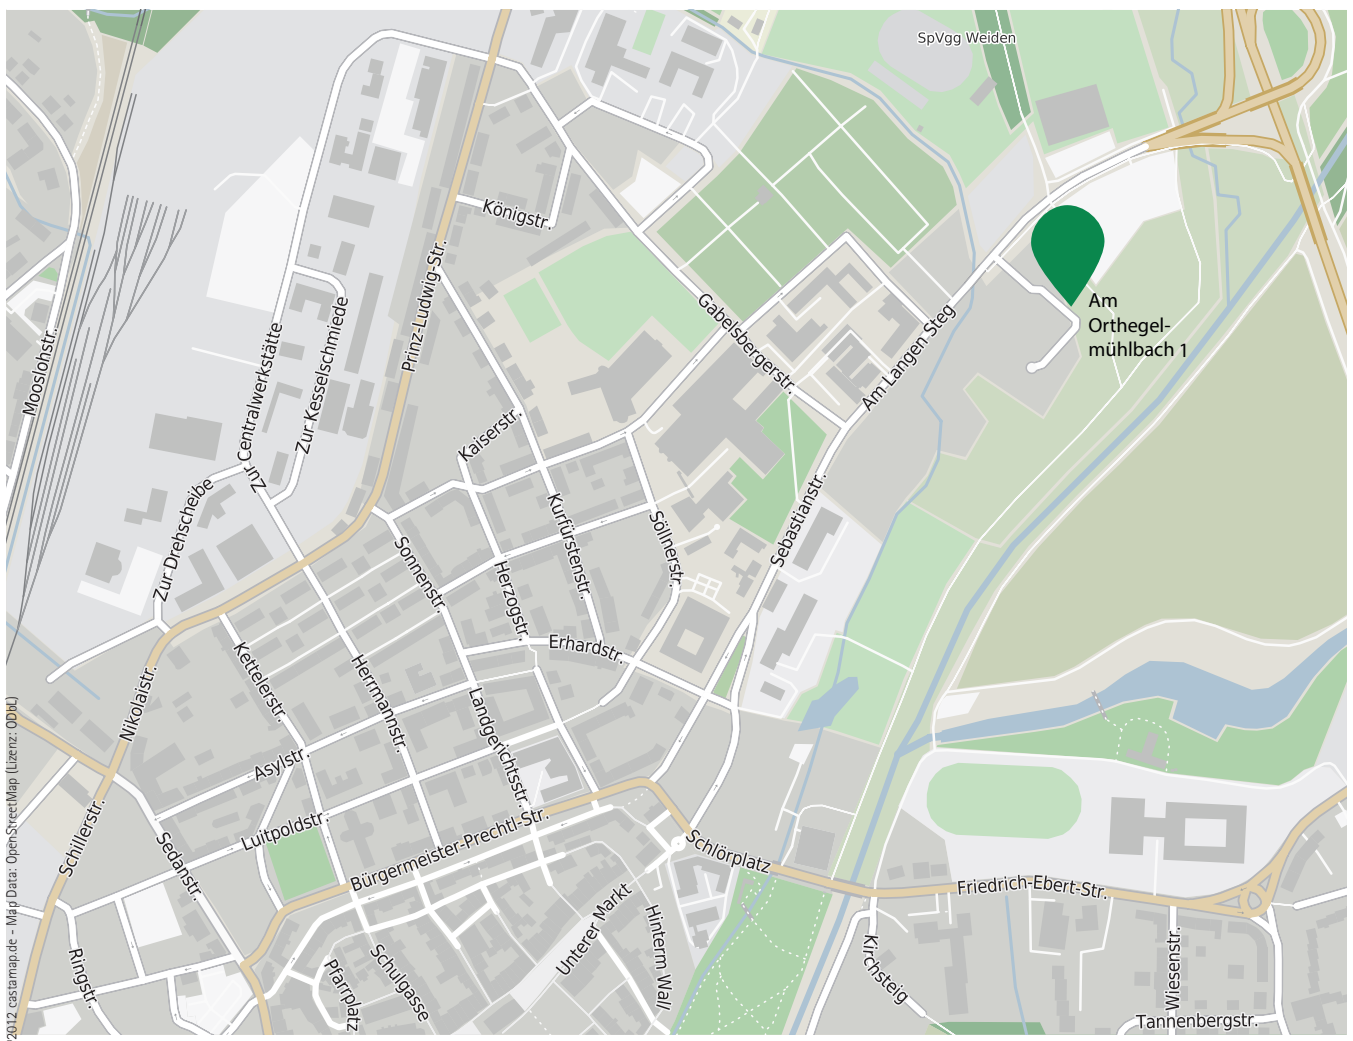 SpVgg Weiden
Königstr.
Prinz-Ludwig-Str.
Gabelsbergerstr.
Am Langen Steg
Am
Orthegel-
mühlbach 1
Mooslohstr.
Zur Centralwerkstätte
Zur Kesselschmiede
Kaiserstr.
Zur Drehscheibe
Kurfürstenstr.
Söllnerstr.
Sebastianstr.
Sonnenstr.
Herzogstr.
Erhardstr.
Kettelerstr.
Herrmannstr.
Landgerichtsstr.
Nikolaistr.
Asylstr.
Luitpoldstr.
Schillerstr.
Sedanstr.
Bürgermeister-Prechtl-Str.
Schlörplatz
Friedrich-Ebert-Str.
Unterer Markt
Hinterm Wall
Kirchsteig
Wiesenstr.
Tannenbergstr.
Ringstr.
Pfarrplatz
Schulgasse
2012 castamap.de - Map Data: OpenStreetMap (Lizenz: ODbL)